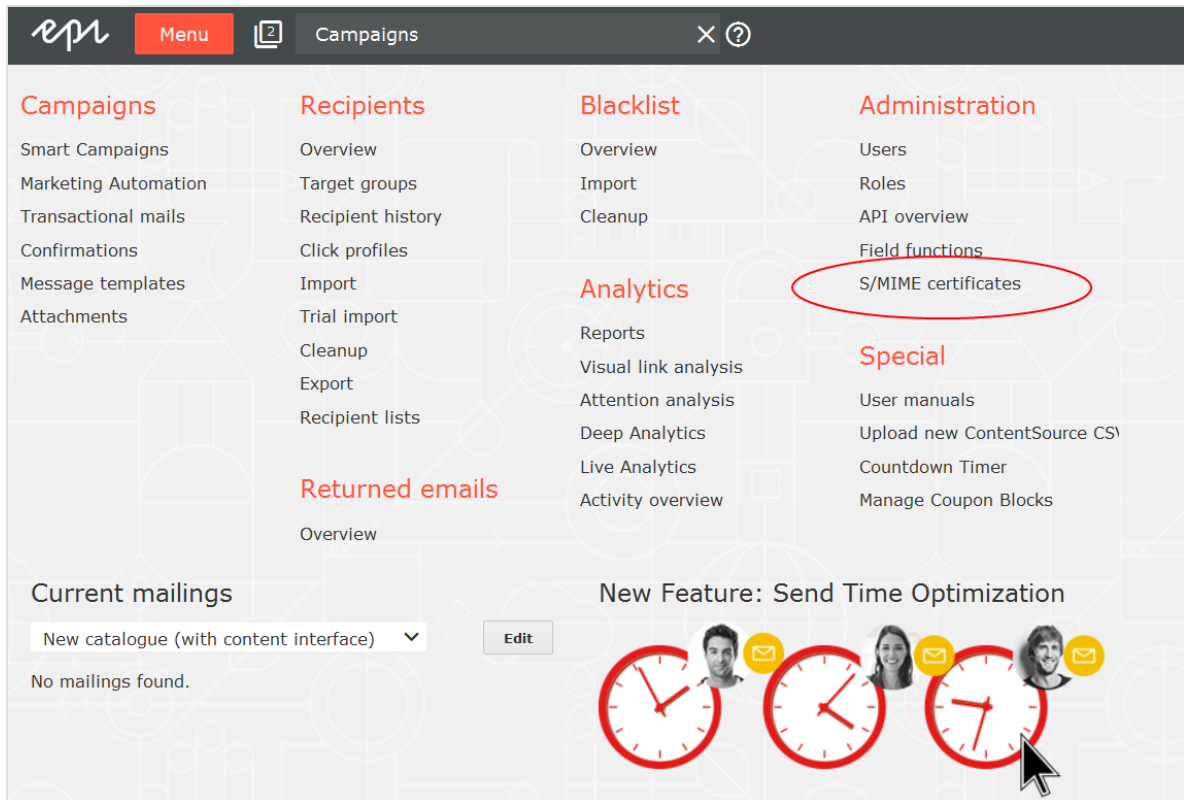 epi Menu 2 Campaigns
Campaigns
Smart Campaigns
Marketing Automation
Transactional mails
Confirmations
Message templates
Attachments
Recipients
Overview
Target groups
Recipient history
Click profiles
Import
Trial import
Cleanup
Export
Recipient lists
Returned emails
Overview
Blacklist
Overview
Import
Cleanup
Analytics
Reports
Visual link analysis
Attention analysis
Deep Analytics
Live Analytics
Activity overview
Administration
Users
Roles
API overview
Field functions
S/MIME certificates
Special
User manuals
Upload new ContentSource CSV
Countdown Timer
Manage Coupon Blocks
Current mailings
New catalogue (with content interface)
Edit
No mailings found.
New Feature: Send Time Optimization